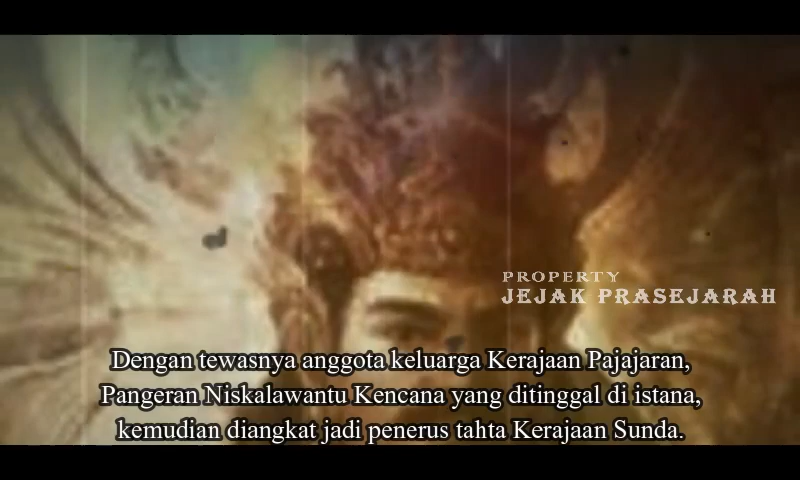 PROPERTY
JEJAK PRASEJARAH
Dengan tewasnya anggota keluarga Kerajaan Pajajaran,
Pangeran Niskalawantu Kencana yang ditinggal di istana,
kemudian diangkat jadi penerus tahta Kerajaan Sunda.